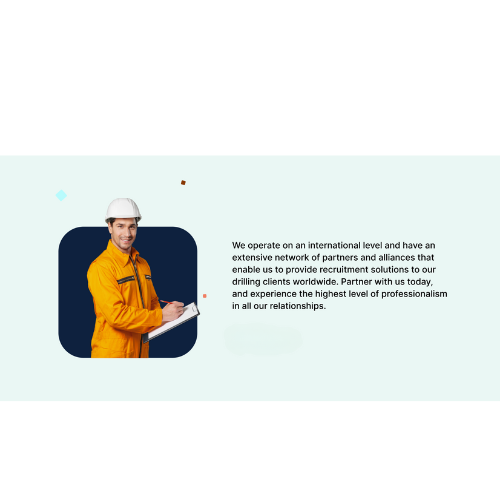 We operate on an international level and have an
extensive network of partners and alliances that
enable us to provide recruitment solutions to our
drilling clients worldwide. Partner with us today,
and experience the highest level of professionalism
in all our relationships.